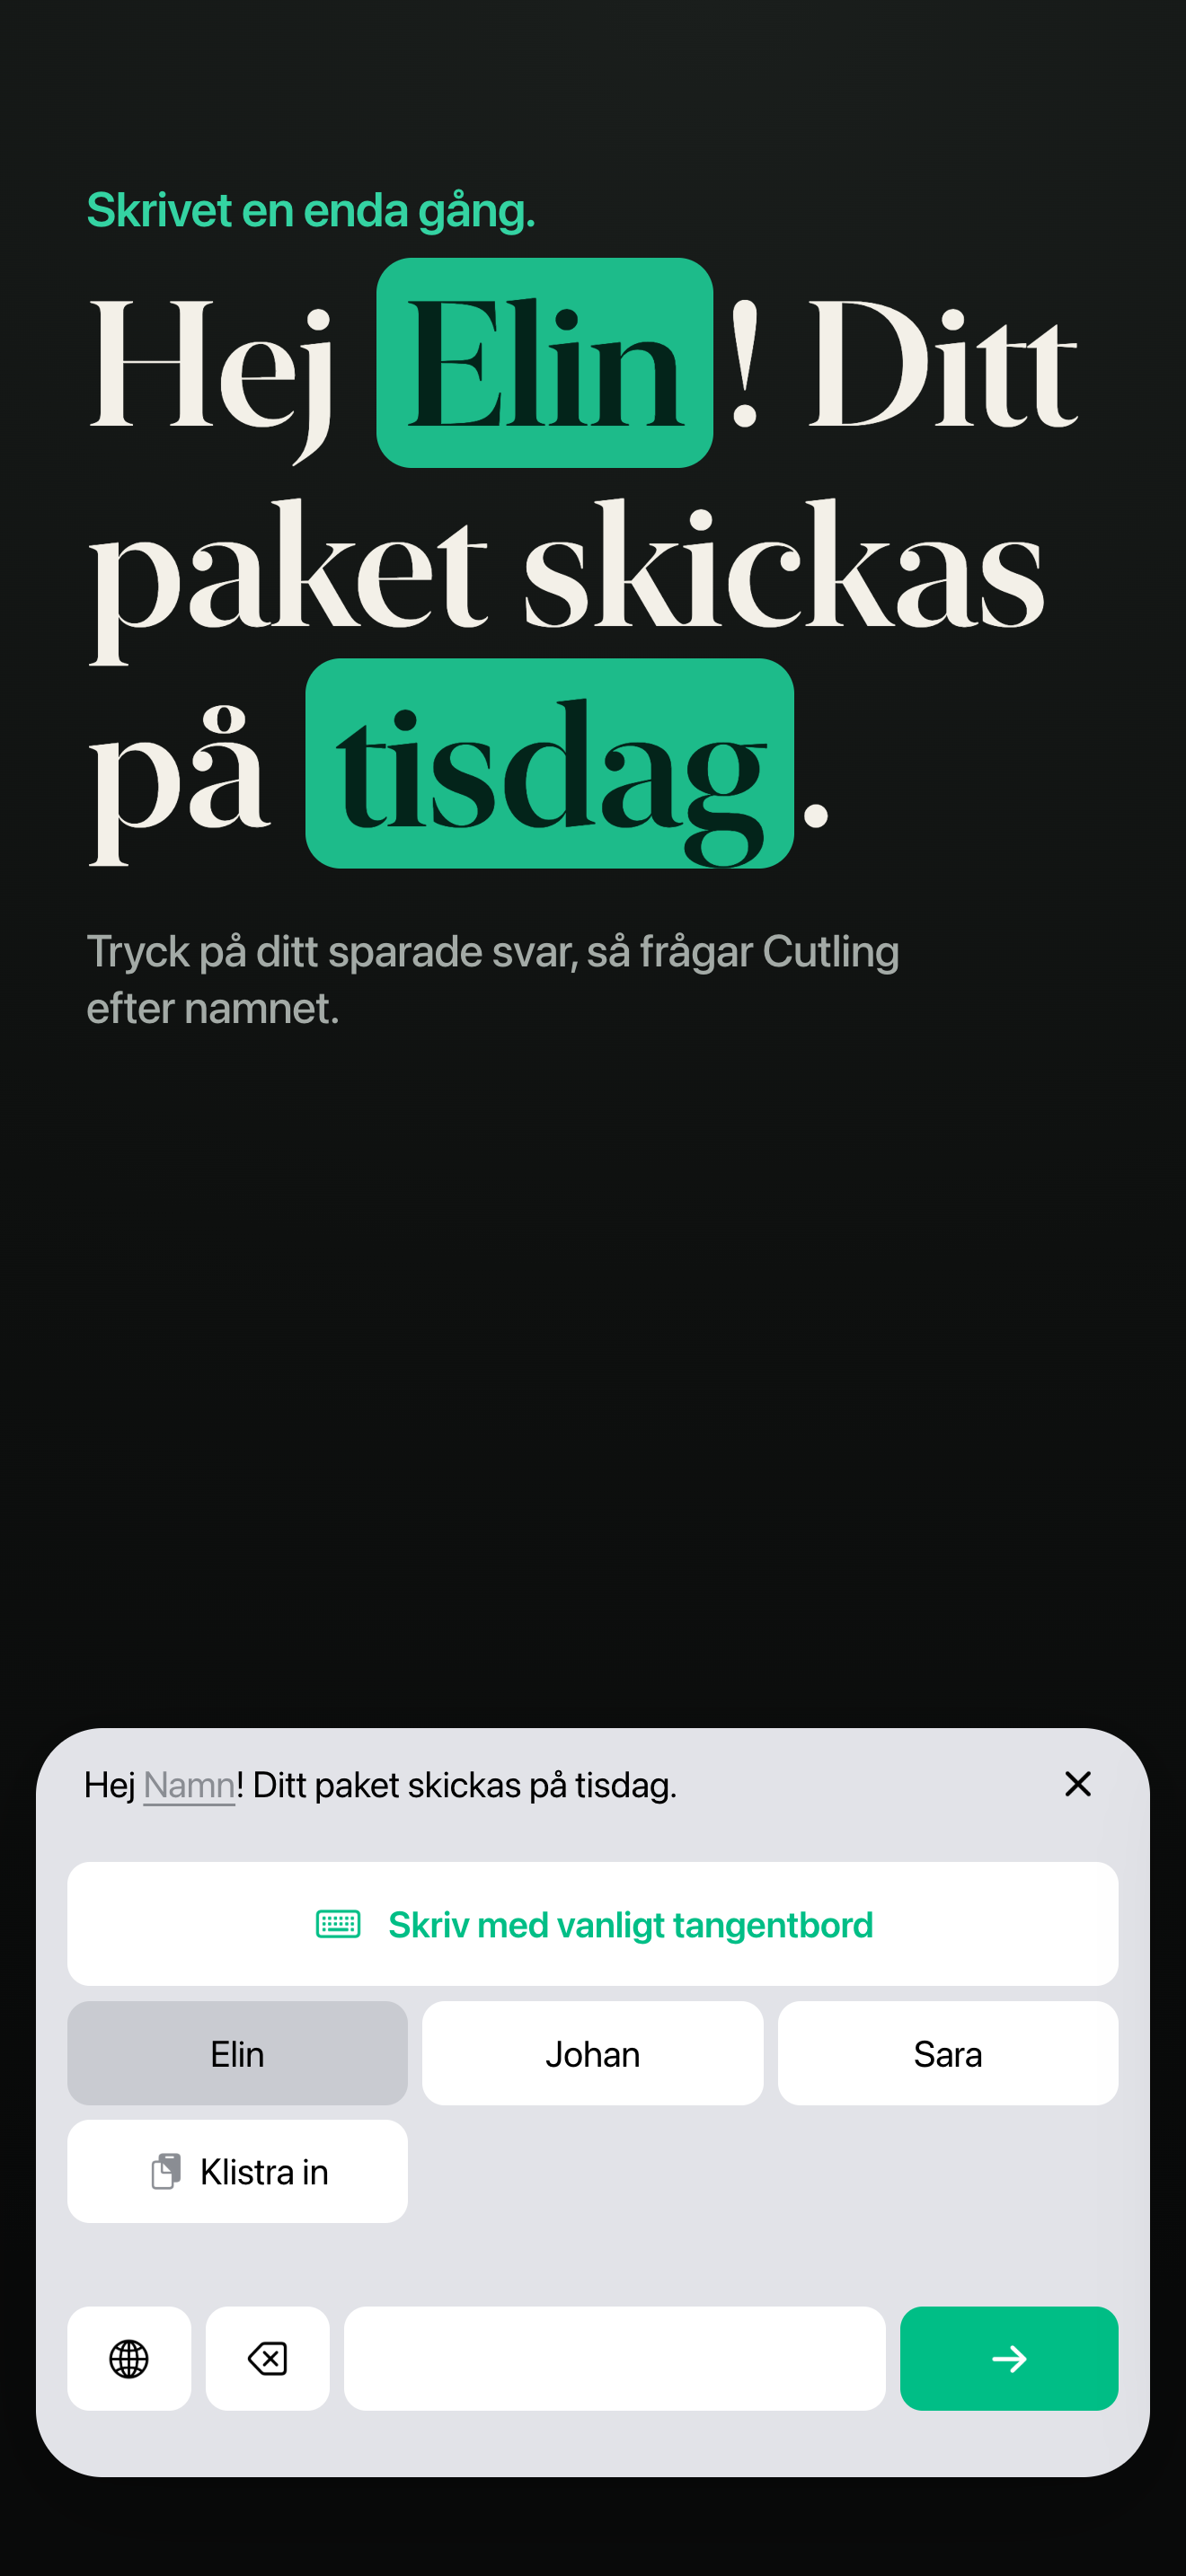 Skrivet en enda gång.
Hej Elin! Ditt
paket skickas
på tisdag.
Tryck på ditt sparade svar, så frågar Cutling
efter namnet.
Hej Namn! Ditt paket skickas på tisdag.
Skriv med vanligt tangentbord
Elin
Johan
Sara
Klistra in